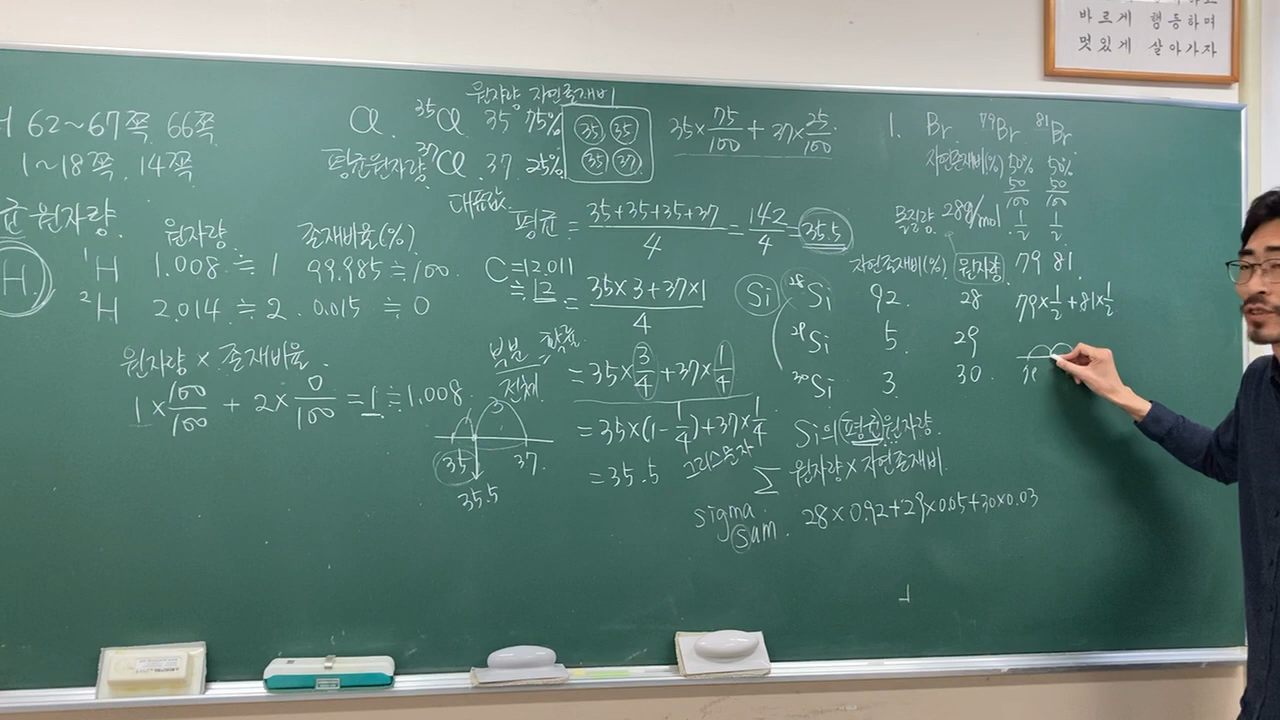 바르게 행동하며
멋있게 살아가자
62~67쪽 66쪽
1~18쪽. 14쪽
균 원자량.
원자량. 존재비율(%)
H.
¹H 1.008. ≒ 1 99.985 ≒ 100.
²H 2.014 ≒ 2. 0.015 ≒ 0
원자량 × 존재비율.
1 × 100/100 + 2 × 0/100 = 1 ≒ 1.008.
원자량 자연존재비
Cl. ³⁵Cl 35 75%
평균원자량 ³⁷Cl. 37. 25%
대푯값.
35 35
35 37
35 × 75/100 + 37 × 25/100
평균 = (35+35+35+37)/4 = 142/4 = 35.5
C = 12.011
≒ 12
= (35×3+37×1)/4
부분/전체
= 35 × 3/4 + 37 × 1/4
= 35 × (1 - 1/4) + 37 × 1/4
= 35.5
35 37.
35.5
그리스문자
sigma.
Sum.
1. Br. ⁷⁹Br ⁸¹Br
자연존재비(%) 50% 50%
50/100 50/100
몰질량. 28g/mol. 1/2 1/2
자연존재비(%). 원자량. 79 81.
Si ²⁸Si 92. 28
79 × 1/2 + 81 × 1/2
²⁹Si 5. 29
³⁰Si 3. 30.
Si의 (평균)원자량.
∑ 원자량 × 자연존재비.
28 × 0.92 + 29 × 0.05 + 30 × 0.03